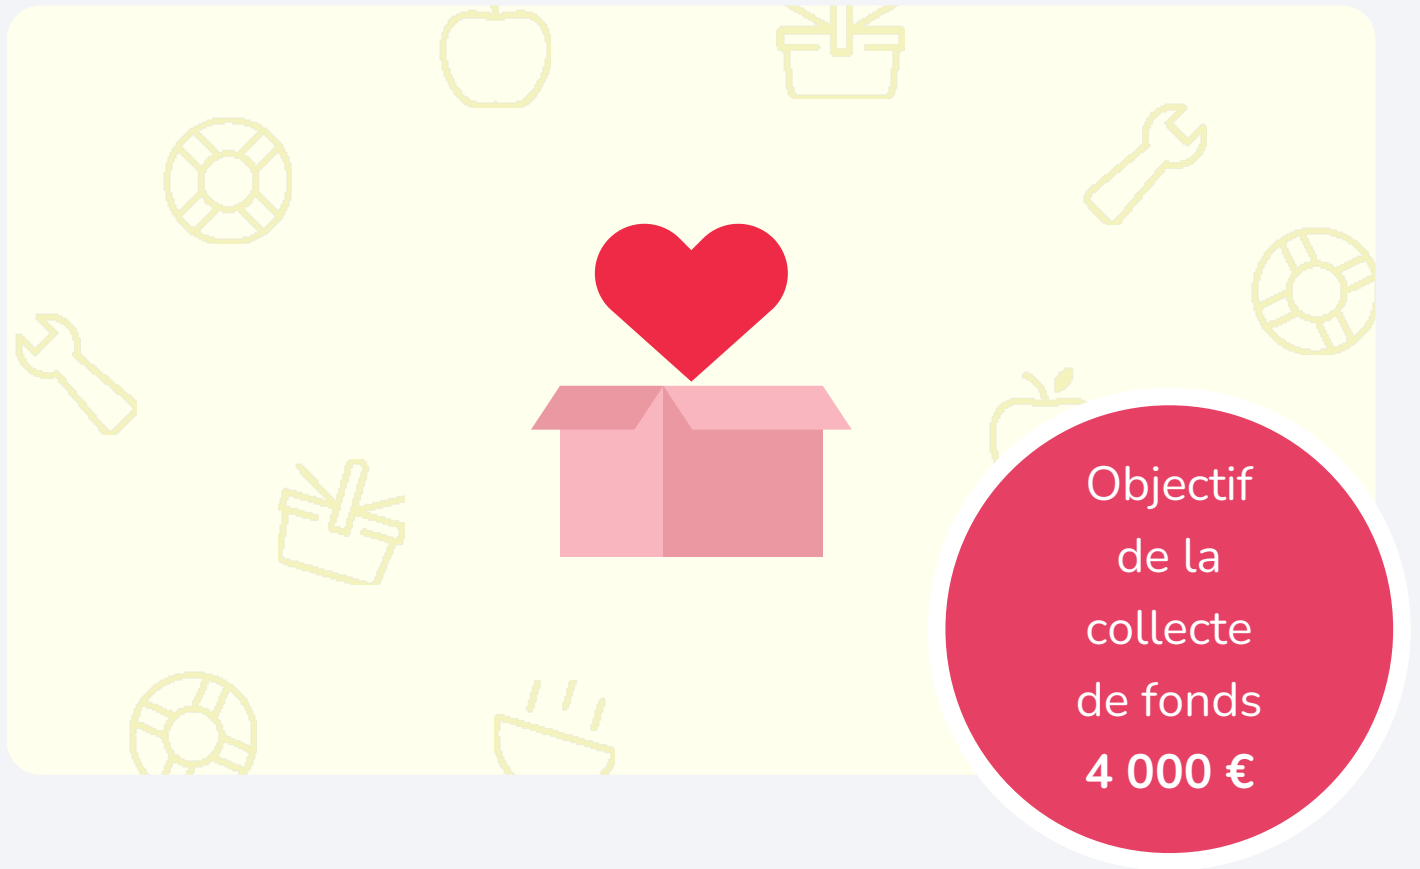 Objectif
de la
collecte
de fonds
4 000 €